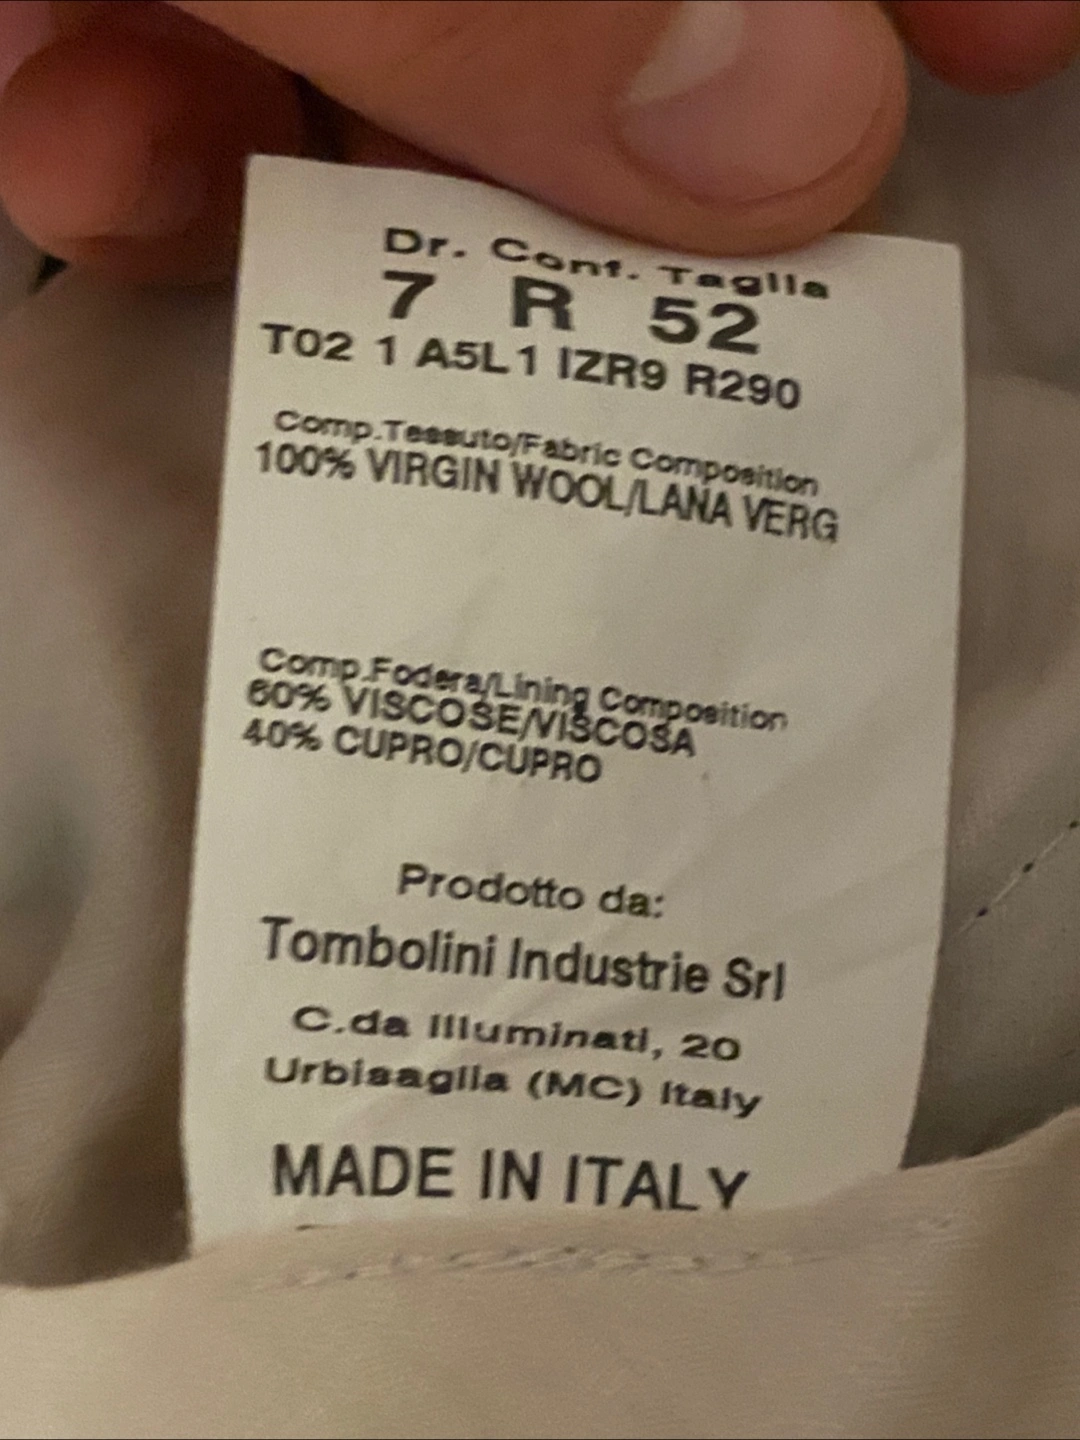 Dr. Conf. Taglia
7 R 52
T02 1 A5L1 IZR9 R290
Comp.Tessuto/Fabric Composition
100% VIRGIN WOOL/LANA VERG
Comp.Fodera/Lining Composition
60% VISCOSE/VISCOSA
40% CUPRO/CUPRO
Prodotto da:
Tombolini Industrie Srl
C.da Illuminati, 20
Urbisaglia (MC) Italy
MADE IN ITALY